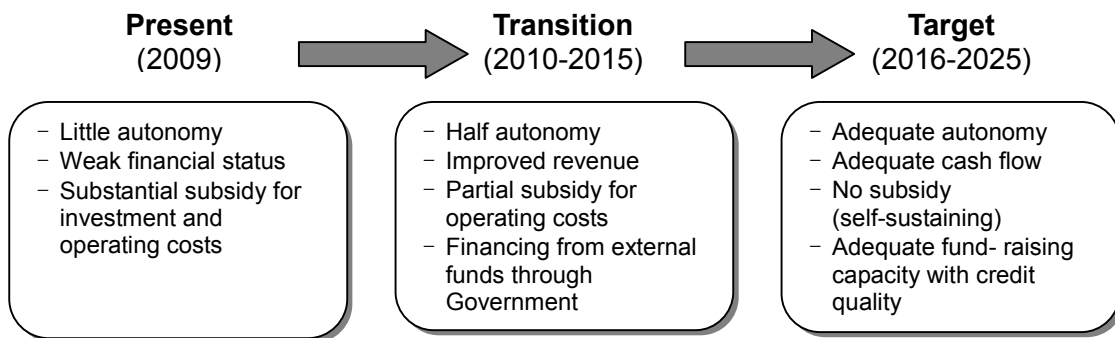 Present
(2009)
Transition
(2010-2015)
Target
(2016-2025)
− Little autonomy
− Weak financial status
− Substantial subsidy for
investment and
operating costs
− Half autonomy
− Improved revenue
− Partial subsidy for
operating costs
− Financing from external
funds through
Government
− Adequate autonomy
− Adequate cash flow
− No subsidy
(self-sustaining)
− Adequate fund- raising
capacity with credit
quality